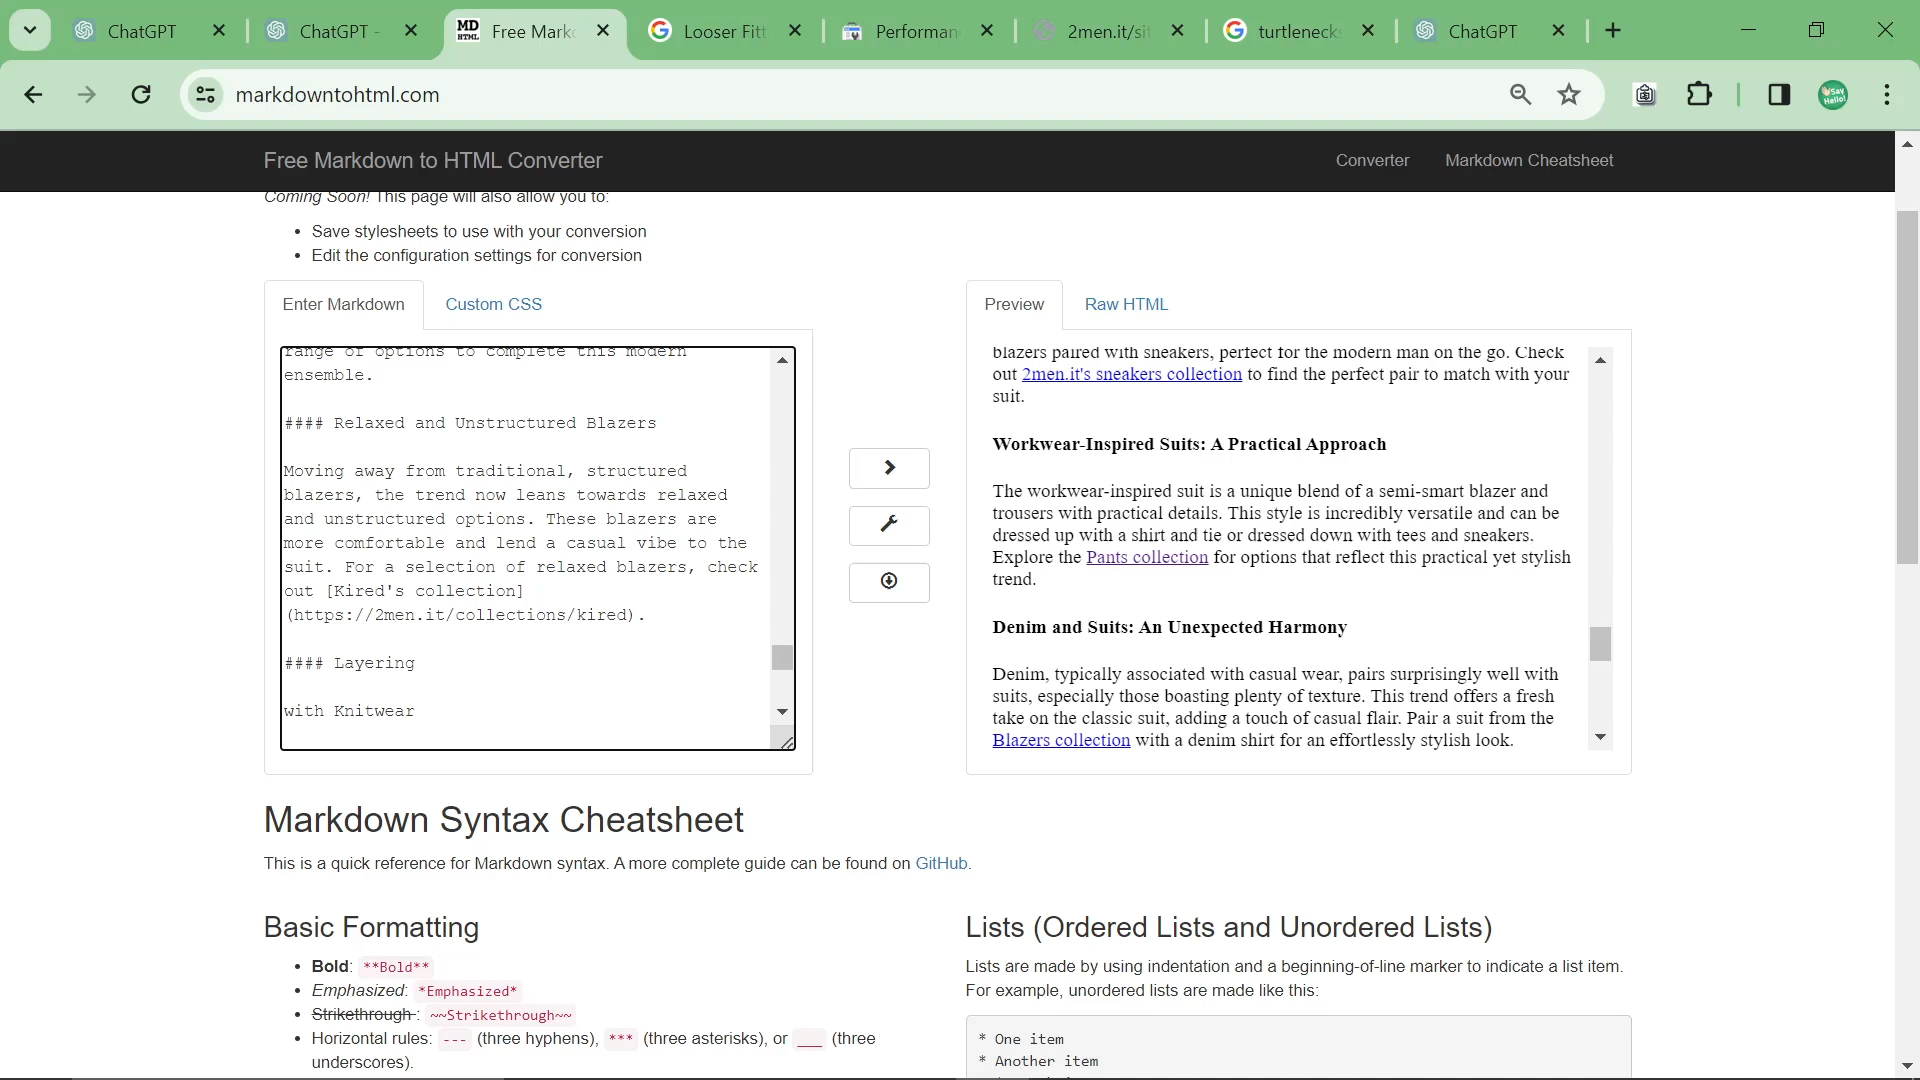 ChatGPT
ChatGPT -
MD
HTML
Free Mark
Looser Fitt
Performan
2men.it/sit
turtlenecks
ChatGPT
markdowntohtml.com
Say
Hello!
Free Markdown to HTML Converter
Converter
Markdown Cheatsheet
Coming Soon! This page will also allow you to:
• Save stylesheets to use with your conversion
• Edit the configuration settings for conversion
Enter Markdown
Custom CSS
range of options to complete this modern
ensemble.
#### Relaxed and Unstructured Blazers
Moving away from traditional, structured
blazers, the trend now leans towards relaxed
and unstructured options. These blazers are
more comfortable and lend a casual vibe to the
suit. For a selection of relaxed blazers, check
out [Kired's collection]
(https://2men.it/collections/kired).
#### Layering
with Knitwear
Preview
Raw HTML
blazers paired with sneakers, perfect for the modern man on the go. Check
out 2men.it's sneakers collection to find the perfect pair to match with your
suit.
Workwear-Inspired Suits: A Practical Approach
The workwear-inspired suit is a unique blend of a semi-smart blazer and
trousers with practical details. This style is incredibly versatile and can be
dressed up with a shirt and tie or dressed down with tees and sneakers.
Explore the Pants collection for options that reflect this practical yet stylish
trend.
Denim and Suits: An Unexpected Harmony
Denim, typically associated with casual wear, pairs surprisingly well with
suits, especially those boasting plenty of texture. This trend offers a fresh
take on the classic suit, adding a touch of casual flair. Pair a suit from the
Blazers collection with a denim shirt for an effortlessly stylish look.
Markdown Syntax Cheatsheet
This is a quick reference for Markdown syntax. A more complete guide can be found on GitHub.
Basic Formatting
• Bold: **Bold**
• Emphasized: *Emphasized*
• Strikethrough: ~~Strikethrough~~
• Horizontal rules: --- (three hyphens), *** (three asterisks), or ___ (three
underscores).
Lists (Ordered Lists and Unordered Lists)
Lists are made by using indentation and a beginning-of-line marker to indicate a list item.
For example, unordered lists are made like this:
* One item
* Another item